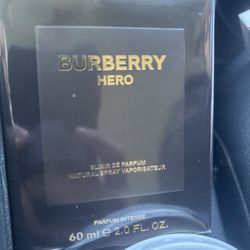 BURBERRY
HERO
ELIXIR DE PARFUM
NATURAL SPRAY VAPORISATEUR
PARFUM INTENSE
60 ml ℮ 2.0 FL. OZ.